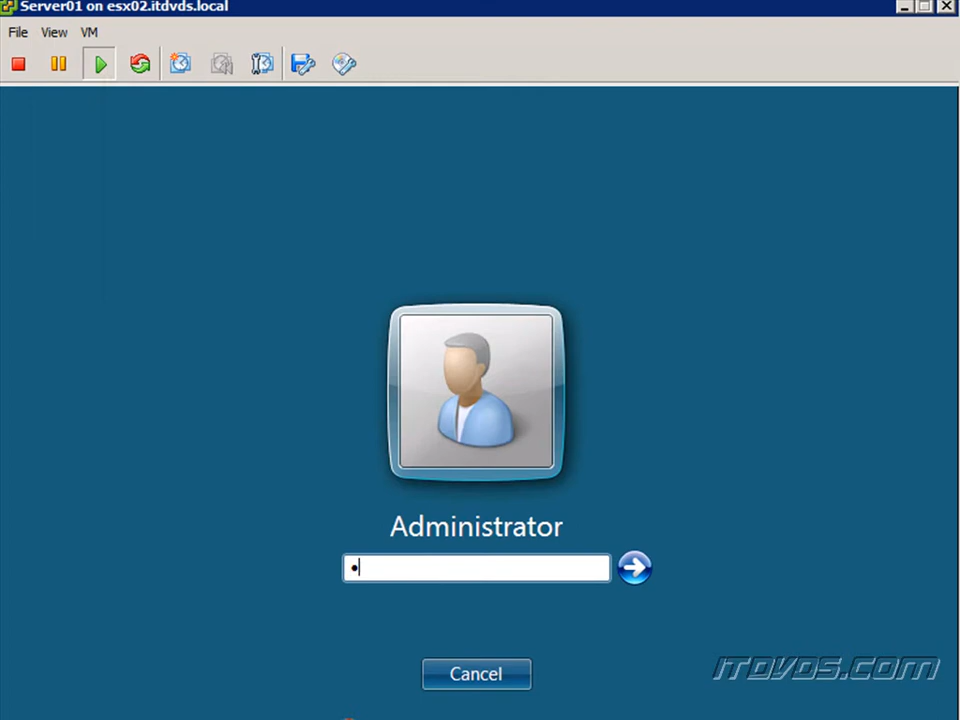 Server01 on esx02.itdvds.local
File View VM
Administrator
Cancel
ITDVDS.COM